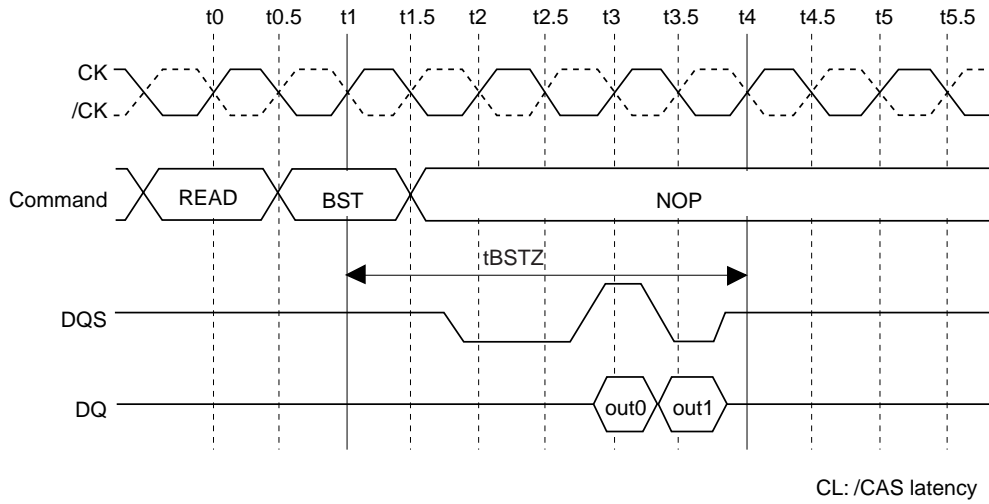 t0 t0.5 t1 t1.5 t2 t2.5 t3 t3.5 t4 t4.5 t5 t5.5
CK
/CK
Command READ BST NOP
tBSTZ
DQS
DQ out0 out1
CL: /CAS latency